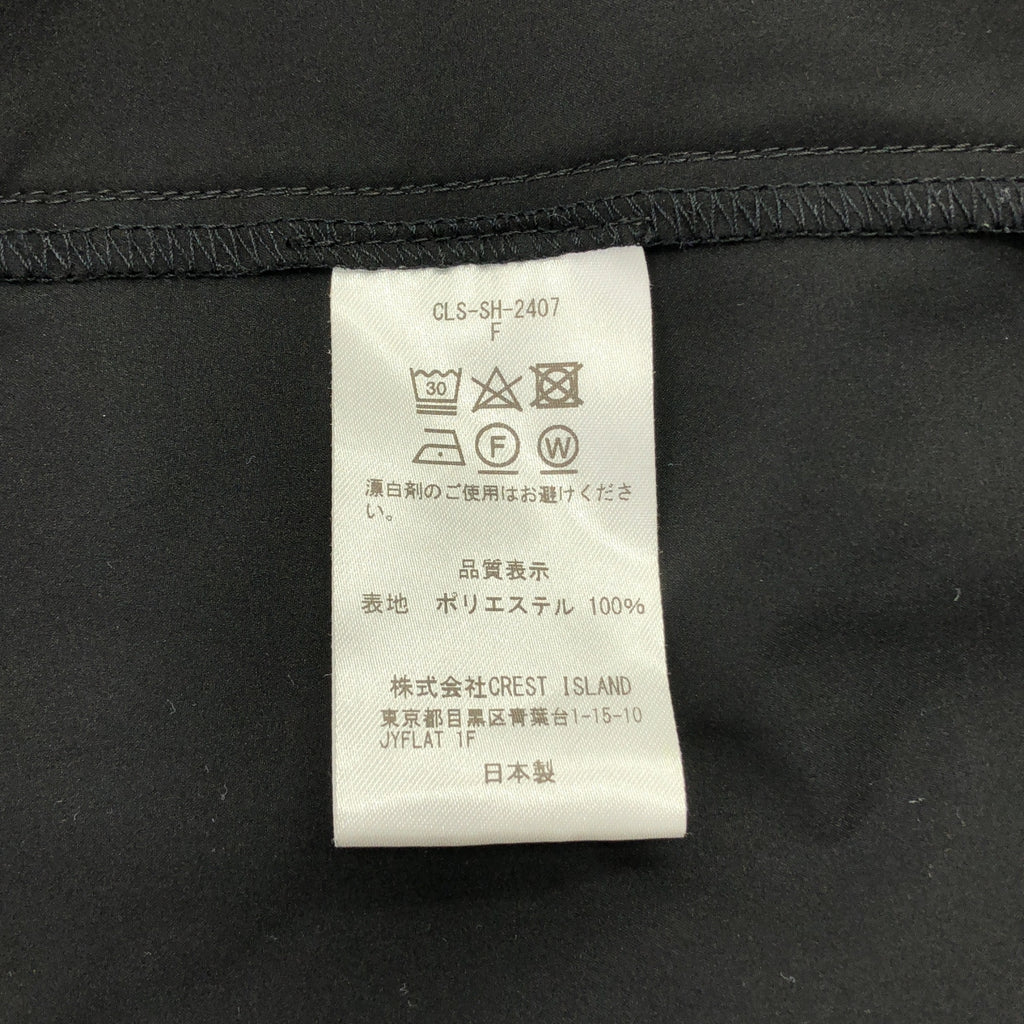 CLS-SH-2407
F
30
F W
漂白剤のご使用はお避けくださ
い。
品質表示
表地 ポリエステル 100%
株式会社CREST ISLAND
東京都目黒区青葉台1-15-10
JYFLAT 1F
日本製